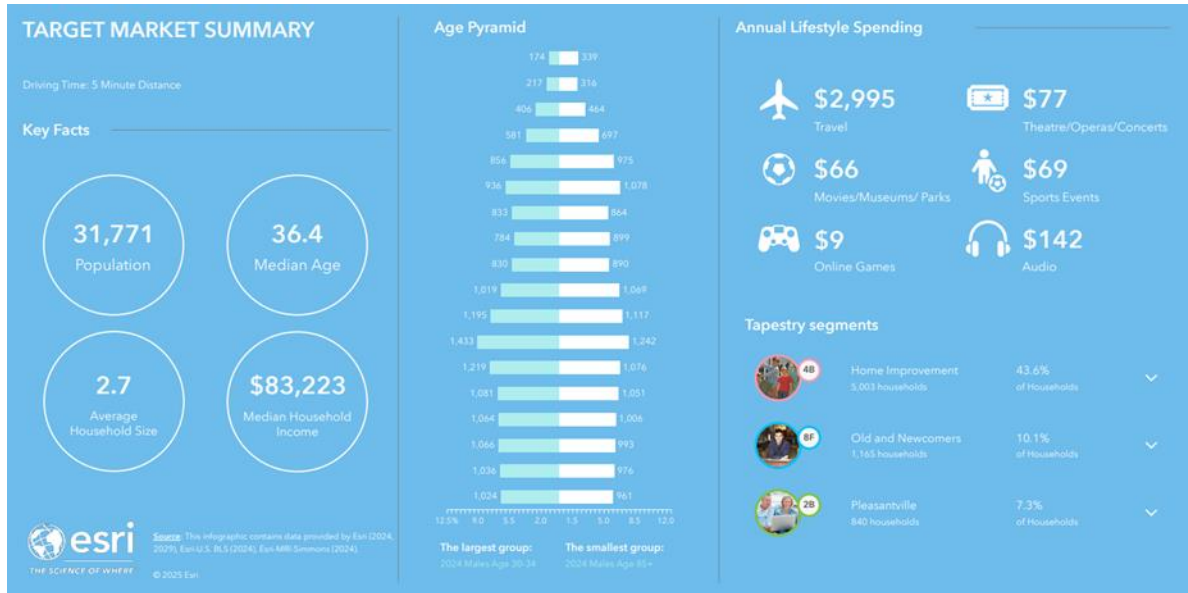 TARGET MARKET SUMMARY
Driving Time: 5 Minute Distance
Key Facts
31,771
Population
36.4
Median Age
2.7
Average
Household Size
$83,223
Median Household
Income
esri
THE SCIENCE OF WHERE
Source: This infographic contains data provided by Esri (2024,
2029), Esri-U.S. BLS (2024), Esri-MRI-Simmons (2024).
© 2025 Esri
Age Pyramid
174 339
217 316
406 464
581 697
856 975
936 1,078
833 864
784 899
830 890
1,019 1,069
1,195 1,117
1,433 1,242
1,219 1,076
1,081 1,051
1,064 1,006
1,066 993
1,036 976
1,024 961
12.5% 9.0 5.5 2.0 1.5 5.0 8.5 12.0
The largest group: The smallest group:
2024 Males Age 30-34 2024 Males Age 85+
Annual Lifestyle Spending
$2,995
Travel
$77
Theatre/Operas/Concerts
$66
Movies/Museums/ Parks
$69
Sports Events
$9
Online Games
$142
Audio
Tapestry segments
4B
Home Improvement 43.6%
5,003 households of Households
8F
Old and Newcomers 10.1%
1,165 households of Households
2B
Pleasantville 7.3%
840 households of Households